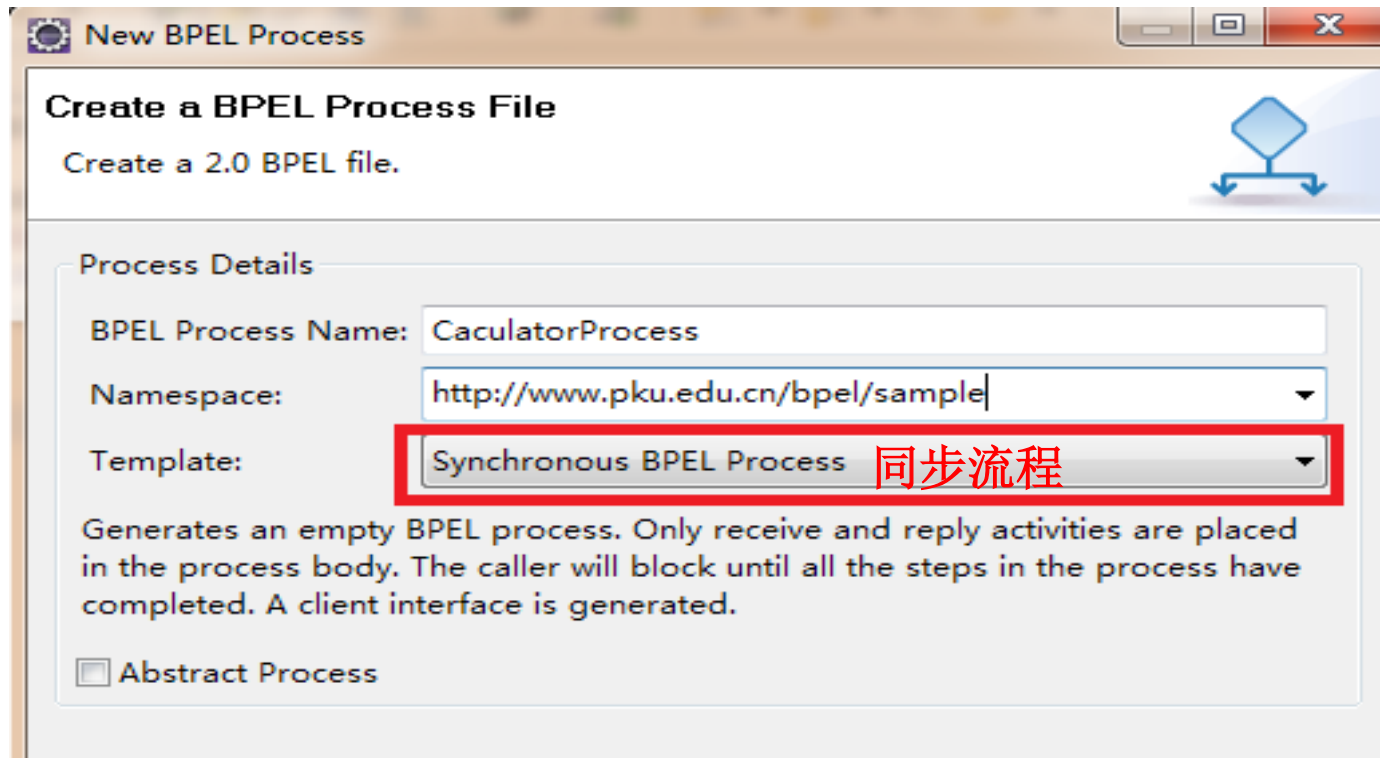 New BPEL Process
Create a BPEL Process File
Create a 2.0 BPEL file.
Process Details
BPEL Process Name: CaculatorProcess
Namespace: http://www.pku.edu.cn/bpel/sample
Template: Synchronous BPEL Process 同步流程
Generates an empty BPEL process. Only receive and reply activities are placed
in the process body. The caller will block until all the steps in the process have
completed. A client interface is generated.
Abstract Process